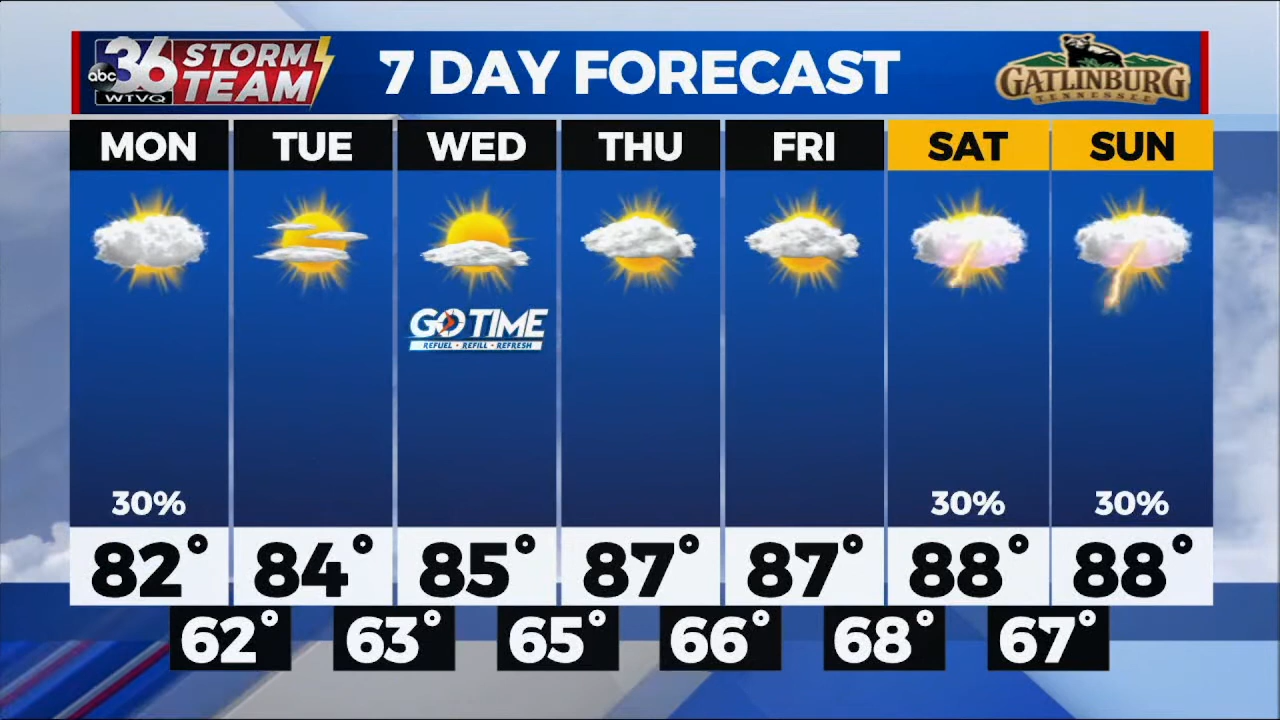 abc 36 WTVQ STORM TEAM
7 DAY FORECAST
GATLINBURG
TENNESSEE
MON TUE WED THU FRI SAT SUN
GO TIME
REFUEL • REFILL • REFRESH
30% 30% 30%
82° 84° 85° 87° 87° 88° 88°
62° 63° 65° 66° 68° 67°